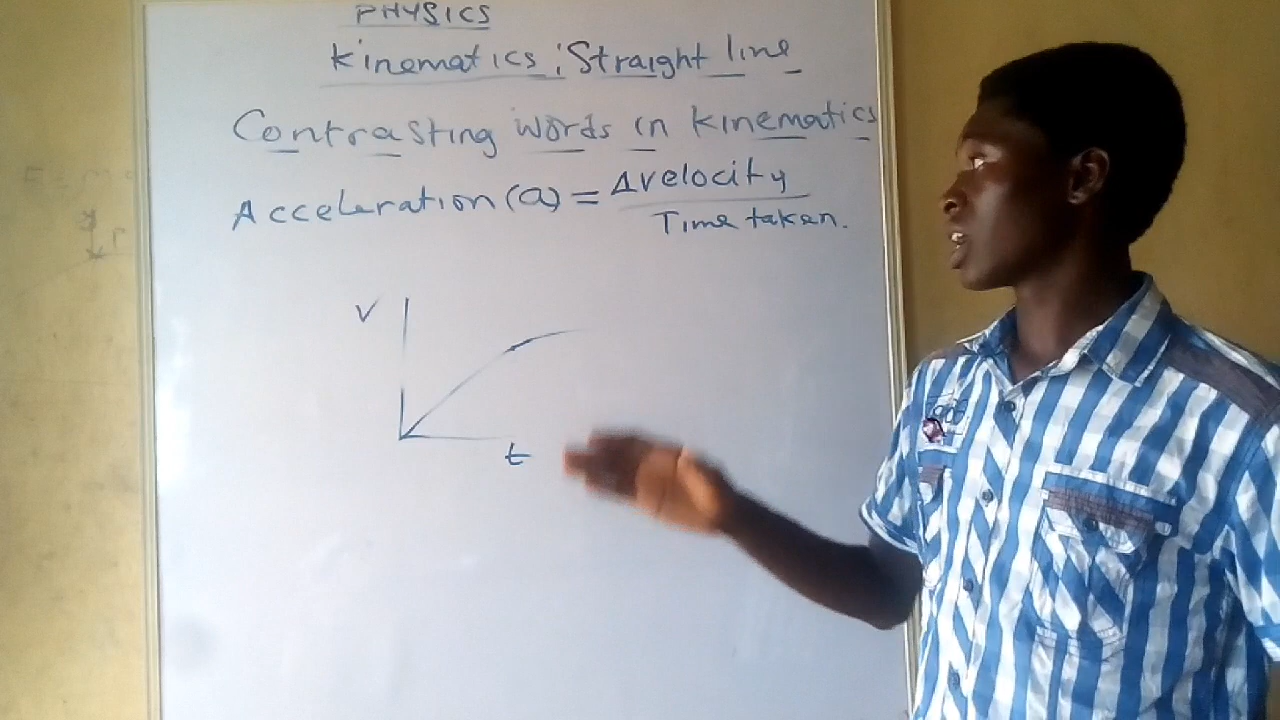 PHYSICS
Kinematics ; Straight line
Contrasting words in kinematics
Acceleration (a) = Δvelocity
Time taken.
V
t